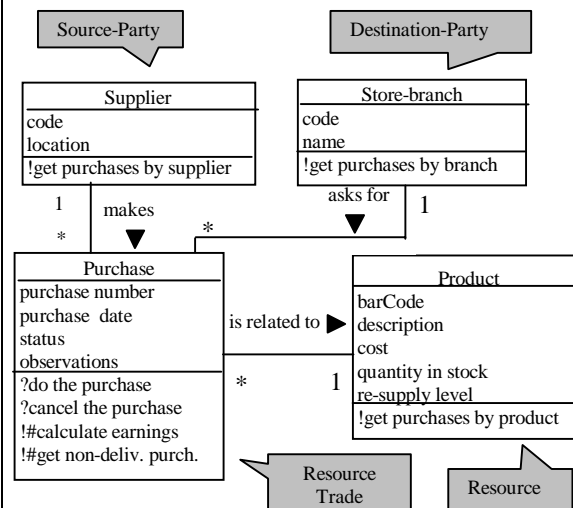 Source-Party
Destination-Party
Supplier
code
location
!get purchases by supplier
Store-branch
code
name
!get purchases by branch
1
makes
*
asks for
1
*
Purchase
purchase number
purchase date
status
observations
?do the purchase
?cancel the purchase
!#calculate earnings
!#get non-deliv. purch.
is related to
*
1
Product
barCode
description
cost
quantity in stock
re-supply level
!get purchases by product
Resource
Trade
Resource